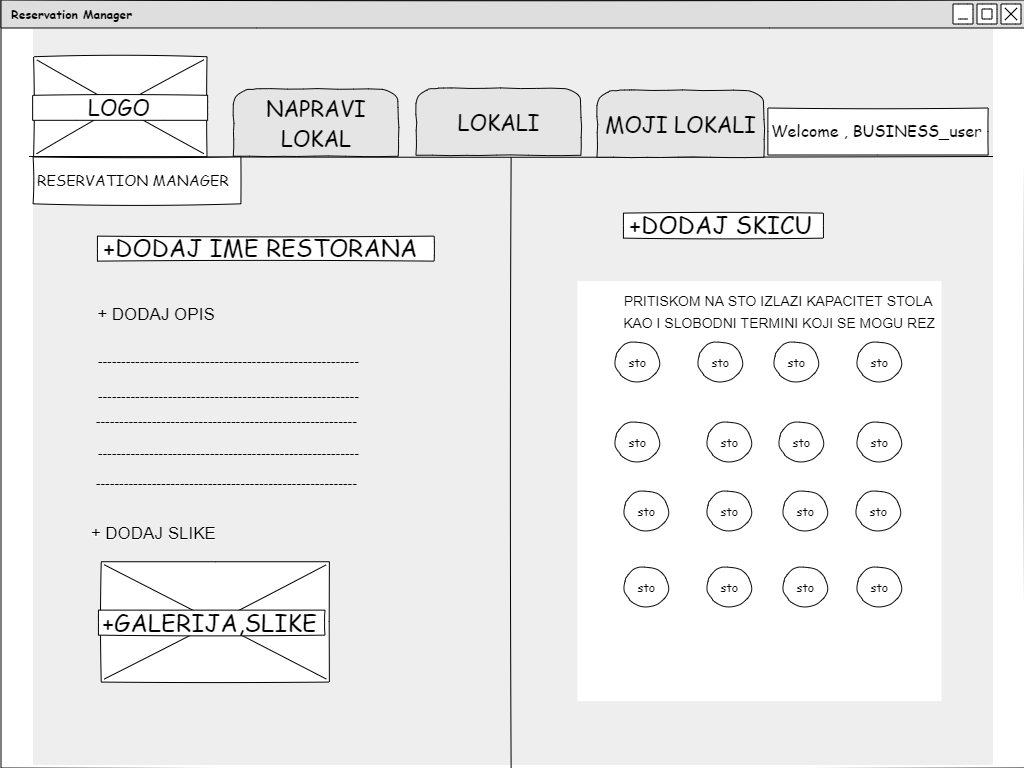 Reservation Manager
LOGO
NAPRAVI
LOKAL
LOKALI
MOJI LOKALI
Welcome , BUSINESS_user
RESERVATION MANAGER
+DODAJ IME RESTORANA
+ DODAJ OPIS
+ DODAJ SLIKE
+GALERIJA,SLIKE
+DODAJ SKICU
PRITISKOM NA STO IZLAZI KAPACITET STOLA
KAO I SLOBODNI TERMINI KOJI SE MOGU REZ
sto sto sto sto
sto sto sto sto
sto sto sto sto
sto sto sto sto